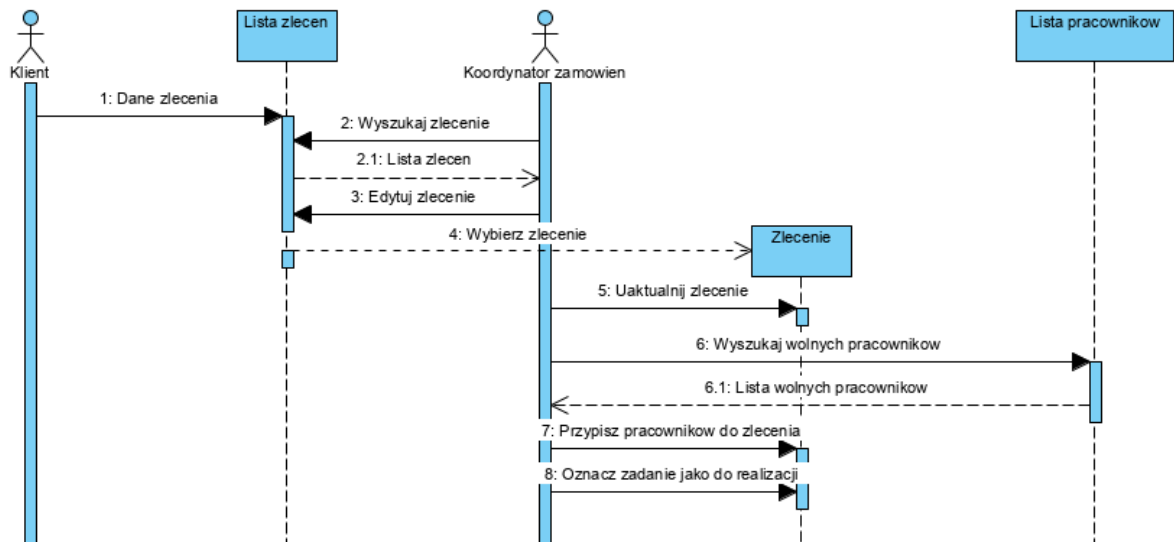 Lista zlecen
Lista pracownikow
Klient
Koordynator zamowien
1: Dane zlecenia
2: Wyszukaj zlecenie
2.1: Lista zlecen
3: Edytuj zlecenie
4: Wybierz zlecenie
Zlecenie
5: Uaktualnij zlecenie
6: Wyszukaj wolnych pracownikow
6.1: Lista wolnych pracownikow
7: Przypisz pracownikow do zlecenia
8: Oznacz zadanie jako do realizacji